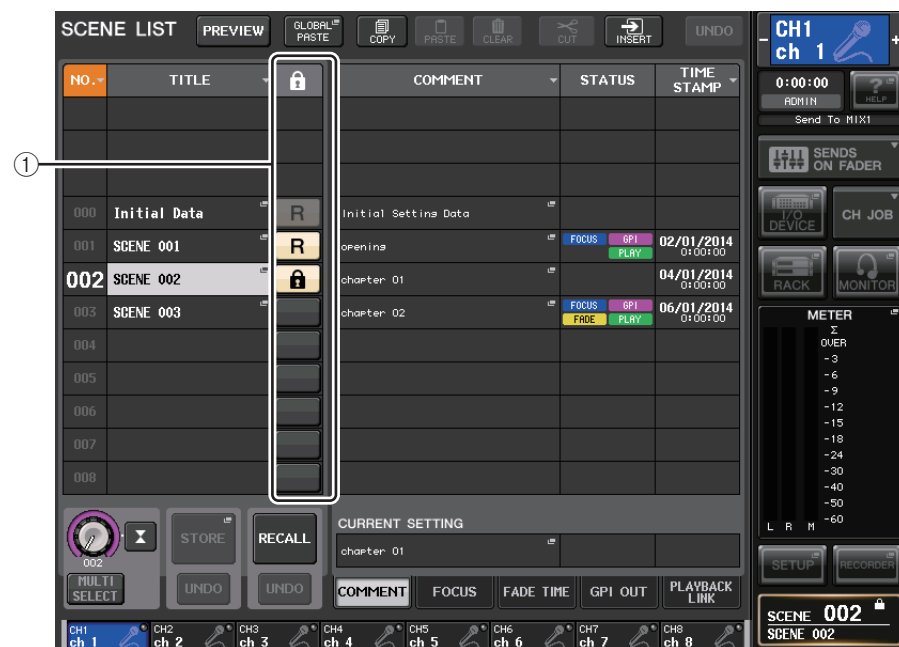 SCENE LIST PREVIEW GLOBAL PASTE COPY PASTE CLEAR CUT INSERT UNDO
NO. TITLE COMMENT STATUS TIME STAMP
①
000 Initial Data R Initial Setting Data
001 SCENE 001 R opening FOCUS GPI PLAY 02/01/2014 0:00:00
002 SCENE 002 charter 01 04/01/2014 0:00:00
003 SCENE 003 charter 02 FOCUS GPI FADE PLAY 06/01/2014 0:00:00
004
005
006
007
008
002
MULTI SELECT
STORE
UNDO
RECALL
UNDO
CURRENT SETTING
charter 01
COMMENT FOCUS FADE TIME GPI OUT PLAYBACK LINK
CH1 ch 1 CH2 ch 2 CH3 ch 3 CH4 ch 4 CH5 ch 5 CH6 ch 6 CH7 ch 7 CH8 ch 8
- CH1 +
ch 1
0:00:00
ADMIN
? HELP
Send To MIX1
SENDS ON FADER
I/O DEVICE
CH JOB
RACK
MONITOR
METER
Σ
OVER
-3
-6
-9
-12
-15
-18
-24
-30
-40
-50
-60
L R M
SETUP
RECORDER
SCENE 002
SCENE 002